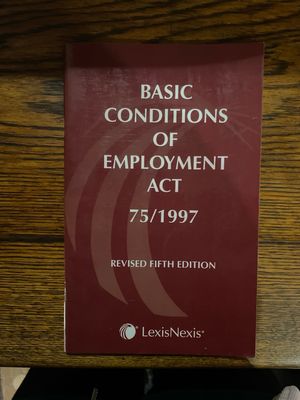 BASIC
CONDITIONS
OF
EMPLOYMENT
ACT
75/1997
REVISED FIFTH EDITION
LexisNexis®